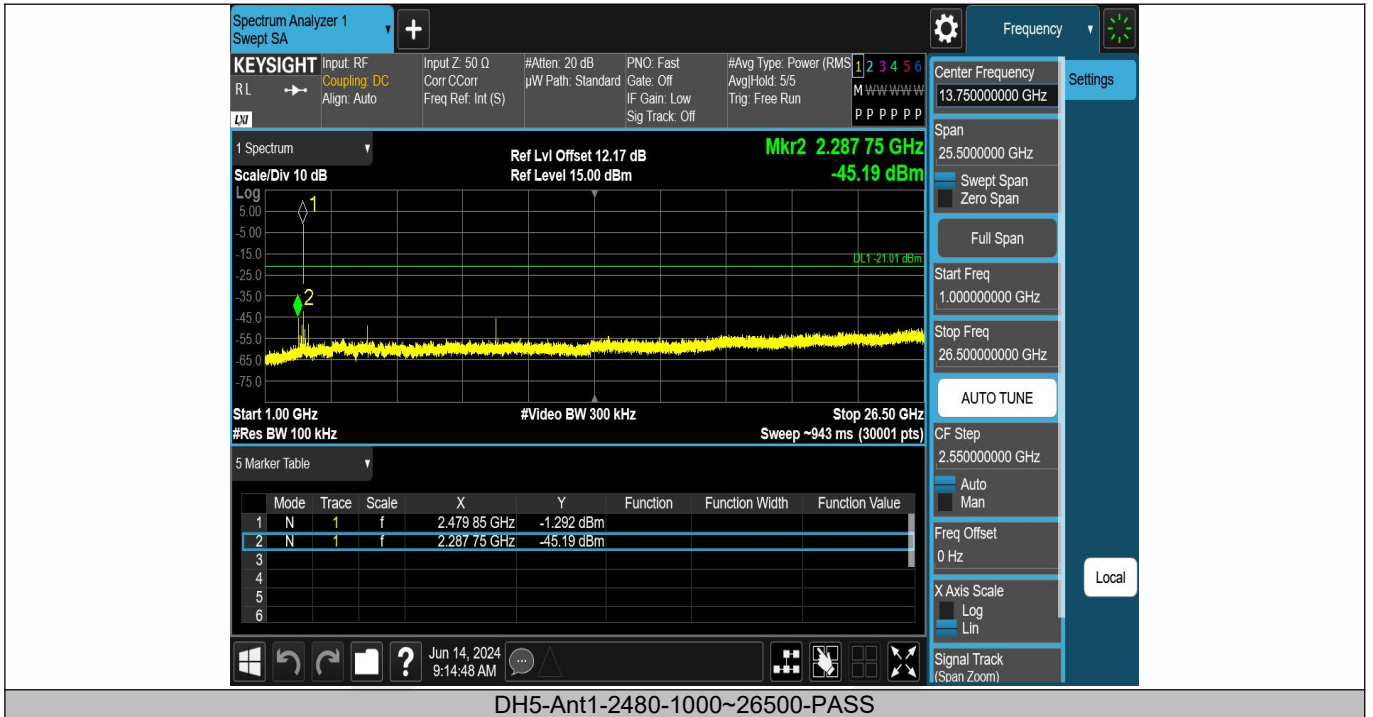 Spectrum Analyzer 1
Swept SA
+
Frequency
KEYSIGHT
RL
LXI
Input: RF
Coupling: DC
Align: Auto
Input Z: 50 Ω
Corr CCorr
Freq Ref: Int (S)
#Atten: 20 dB
µW Path: Standard
PNO: Fast
Gate: Off
IF Gain: Low
Sig Track: Off
#Avg Type: Power (RMS
Avg|Hold: 5/5
Trig: Free Run
1 2 3 4 5 6
M W W W W W
P P P P P P
Center Frequency
13.750000000 GHz
Settings
Span
25.5000000 GHz
Swept Span
Zero Span
Full Span
Start Freq
1.000000000 GHz
Stop Freq
26.500000000 GHz
AUTO TUNE
CF Step
2.550000000 GHz
Auto
Man
Freq Offset
0 Hz
X Axis Scale
Log
Lin
Signal Track
(Span Zoom)
Local
1 Spectrum
Scale/Div 10 dB
Ref Lvl Offset 12.17 dB
Ref Level 15.00 dBm
Mkr2 2.287 75 GHz
-45.19 dBm
Log
5.00
-5.00
-15.0
-25.0
-35.0
-45.0
-55.0
-65.0
-75.0
1
2
DL1 -21.01 dBm
Start 1.00 GHz
#Video BW 300 kHz
Stop 26.50 GHz
#Res BW 100 kHz
Sweep ~943 ms (30001 pts)
5 Marker Table
Mode Trace Scale X Y Function Function Width Function Value
1 N 1 f 2.479 85 GHz -1.292 dBm
2 N 1 f 2.287 75 GHz -45.19 dBm
3
4
5
6
?
Jun 14, 2024
9:14:48 AM
DH5-Ant1-2480-1000~26500-PASS